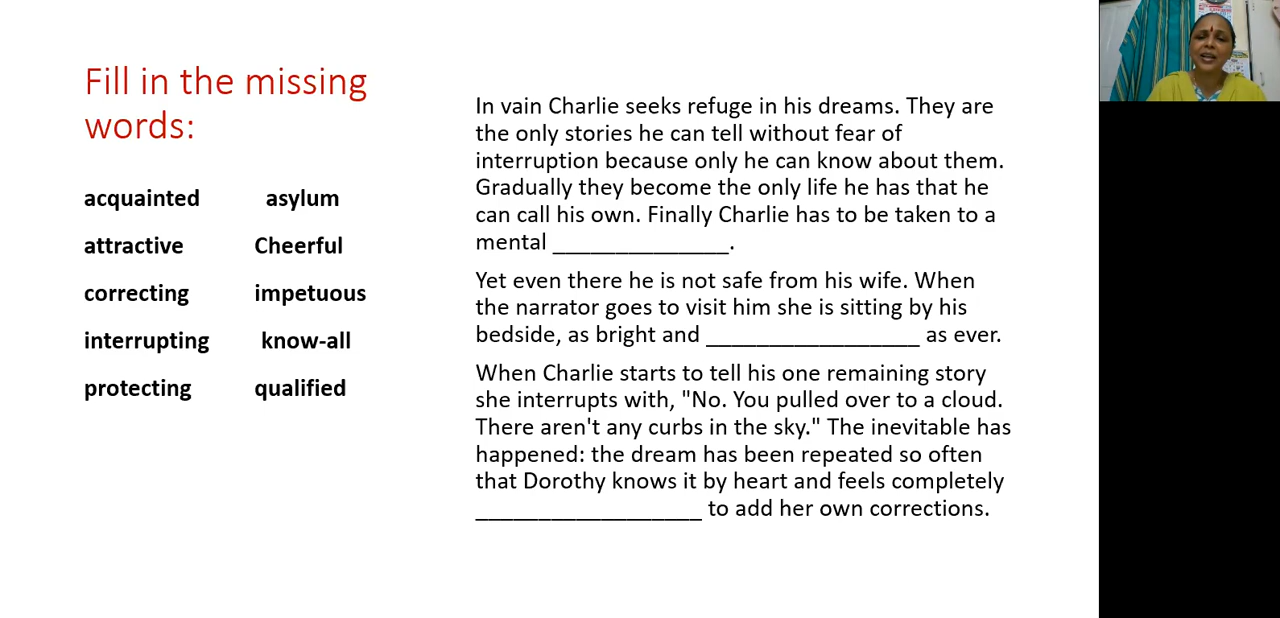 Fill in the missing
words:
acquainted asylum
attractive Cheerful
correcting impetuous
interrupting know-all
protecting qualified
In vain Charlie seeks refuge in his dreams. They are
the only stories he can tell without fear of
interruption because only he can know about them.
Gradually they become the only life he has that he
can call his own. Finally Charlie has to be taken to a
mental ______________.
Yet even there he is not safe from his wife. When
the narrator goes to visit him she is sitting by his
bedside, as bright and _________________ as ever.
When Charlie starts to tell his one remaining story
she interrupts with, "No. You pulled over to a cloud.
There aren't any curbs in the sky." The inevitable has
happened: the dream has been repeated so often
that Dorothy knows it by heart and feels completely
__________________ to add her own corrections.